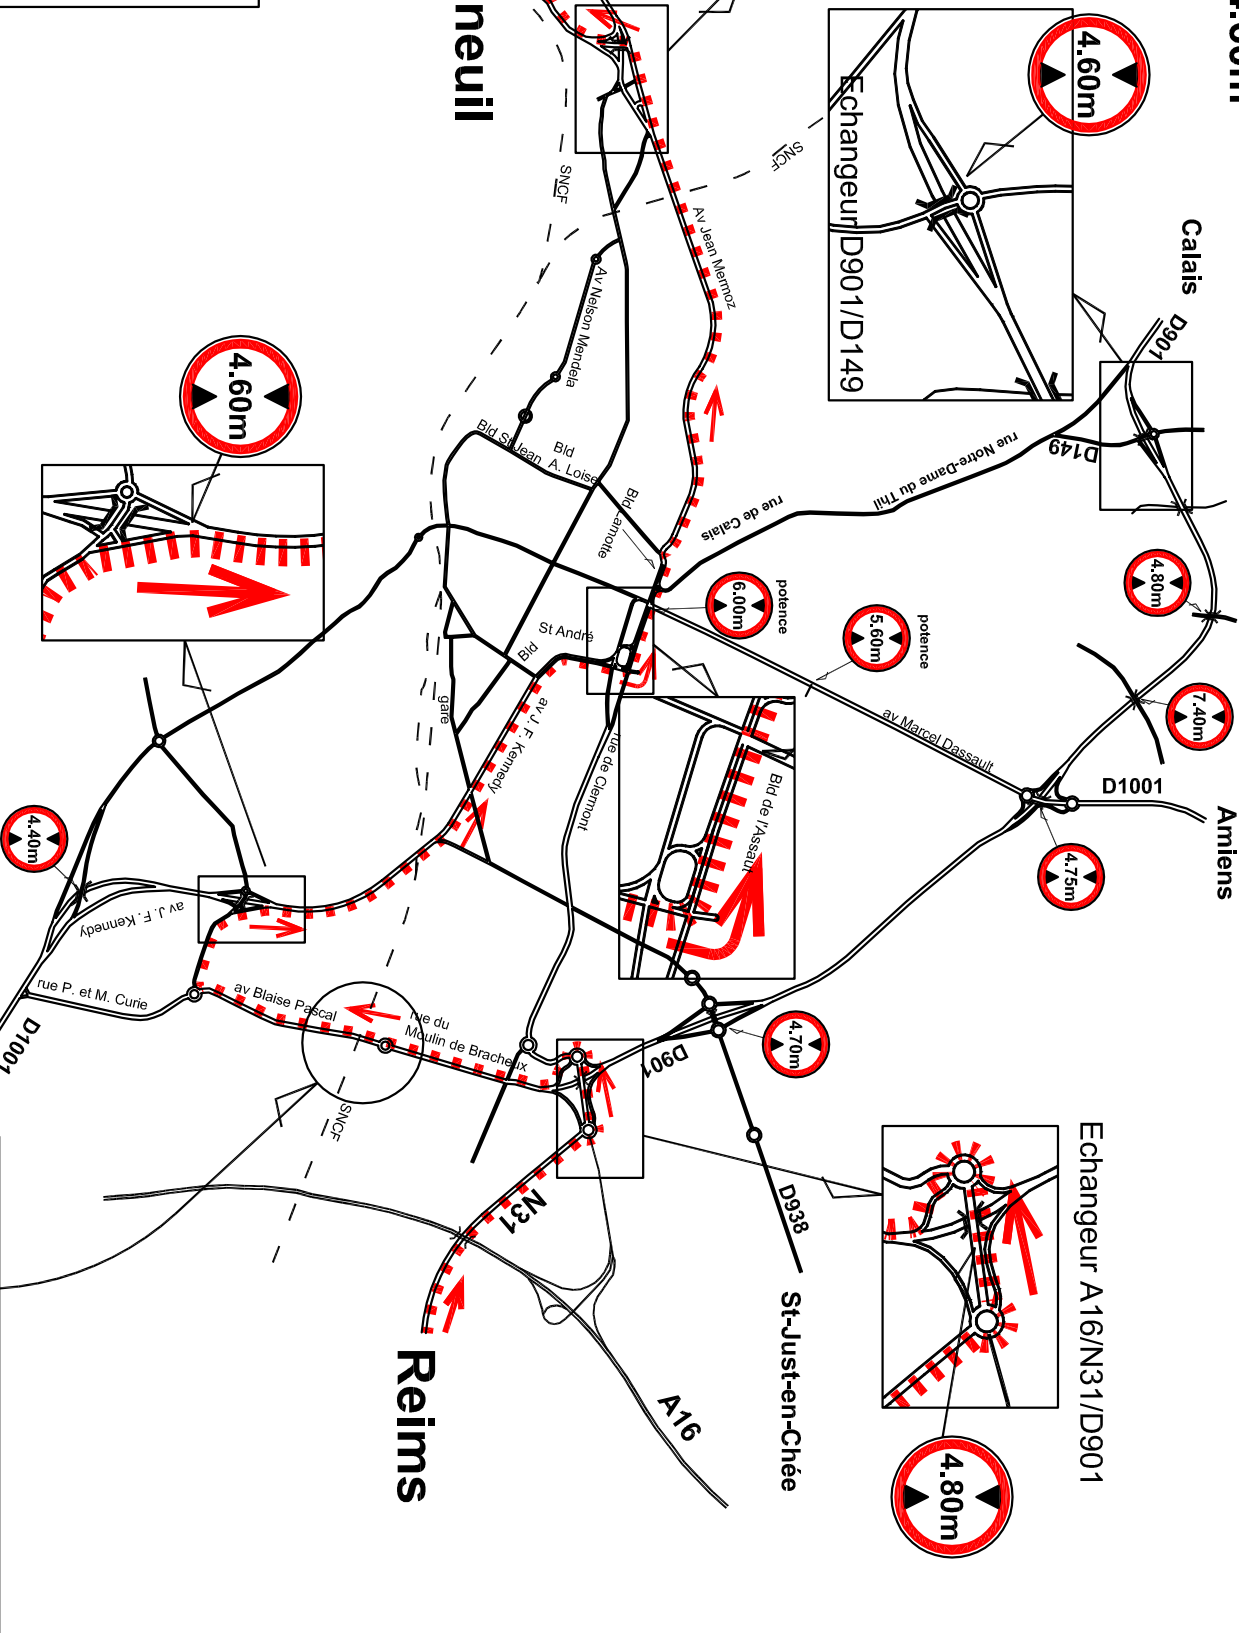 4.60m
Echangeur D901/D149
Calais
D901
D149
rue Notre-Dame du Thil
rue de Calais
neuil
SNCF
SNCF
Av Jean Mermoz
Av Nelson Mendela
Bld St Jean
Bld
A. Loisel
Bld Lamotte
4.60m
4.80m
7.40m
potence
6.00m
potence
5.60m
av Marcel Dassault
D1001
Amiens
4.75m
St André
Bld
gare
av J. F. Kennedy
rue de Clermont
Bld de l'Assaut
4.40m
av J. F. Kennedy
rue P. et M. Curie
D1001
av Blaise Pascal
rue du
Moulin de Bracheux
SNCF
D901
4.70m
D938
St-Just-en-Chée
N31
Reims
A16
Echangeur A16/N31/D901
4.80m